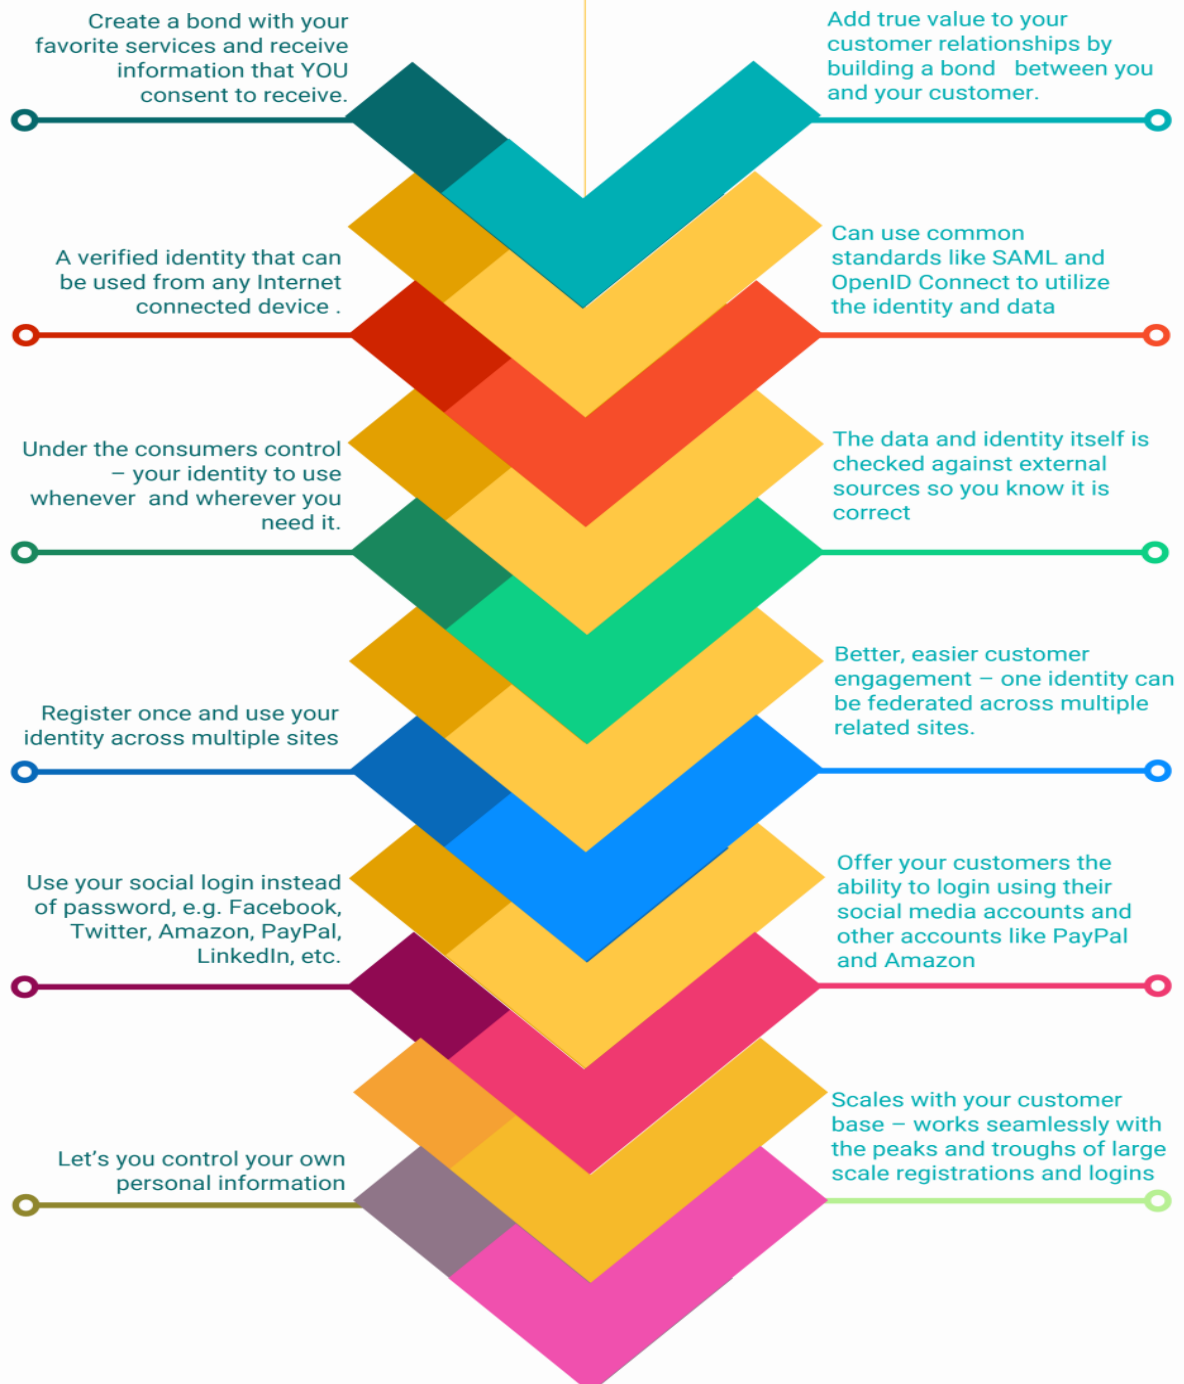 Create a bond with your
favorite services and receive
information that YOU
consent to receive.
Add true value to your
customer relationships by
building a bond between you
and your customer.
A verified identity that can
be used from any Internet
connected device .
Can use common
standards like SAML and
OpenID Connect to utilize
the identity and data
Under the consumers control
– your identity to use
whenever and wherever you
need it.
The data and identity itself is
checked against external
sources so you know it is
correct
Register once and use your
identity across multiple sites
Better, easier customer
engagement – one identity can
be federated across multiple
related sites.
Use your social login instead
of password, e.g. Facebook,
Twitter, Amazon, PayPal,
LinkedIn, etc.
Offer your customers the
ability to login using their
social media accounts and
other accounts like PayPal
and Amazon
Let’s you control your own
personal information
Scales with your customer
base – works seamlessly with
the peaks and troughs of large
scale registrations and logins